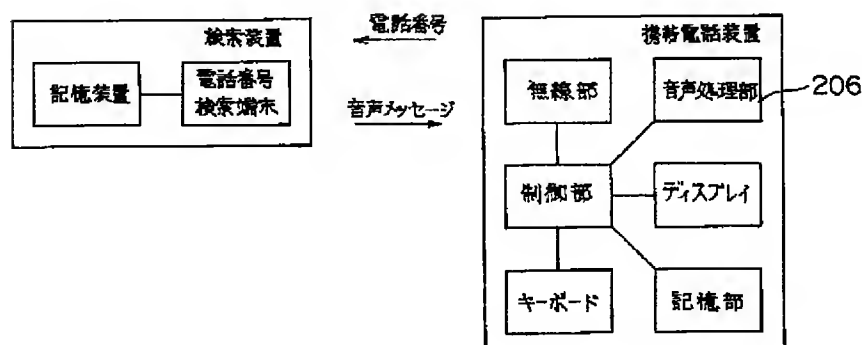 検索装置
記憶装置
電話番号
検索端末
電話番号
音声メッセージ
携帯電話装置
無線部
音声処理部
206
制御部
ディスプレイ
キーボード
記憶部